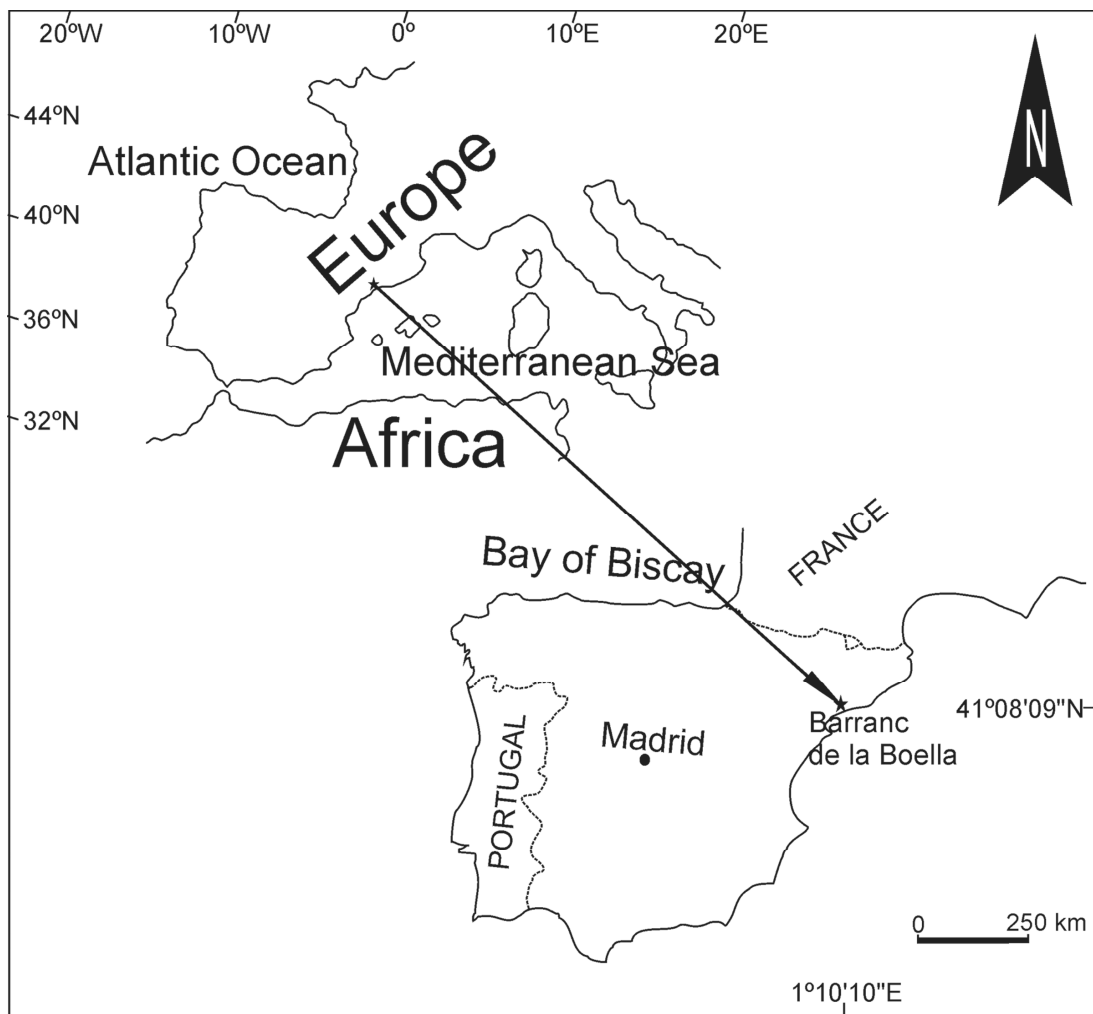 20ºW
10ºW
0º
10ºE
20ºE
44ºN
40ºN
36ºN
32ºN
N
Atlantic Ocean
Europe
Mediterranean Sea
Africa
Bay of Biscay
FRANCE
41º08'09"N
Barranc
de la Boella
Madrid
PORTUGAL
0
250 km
1º10'10"E